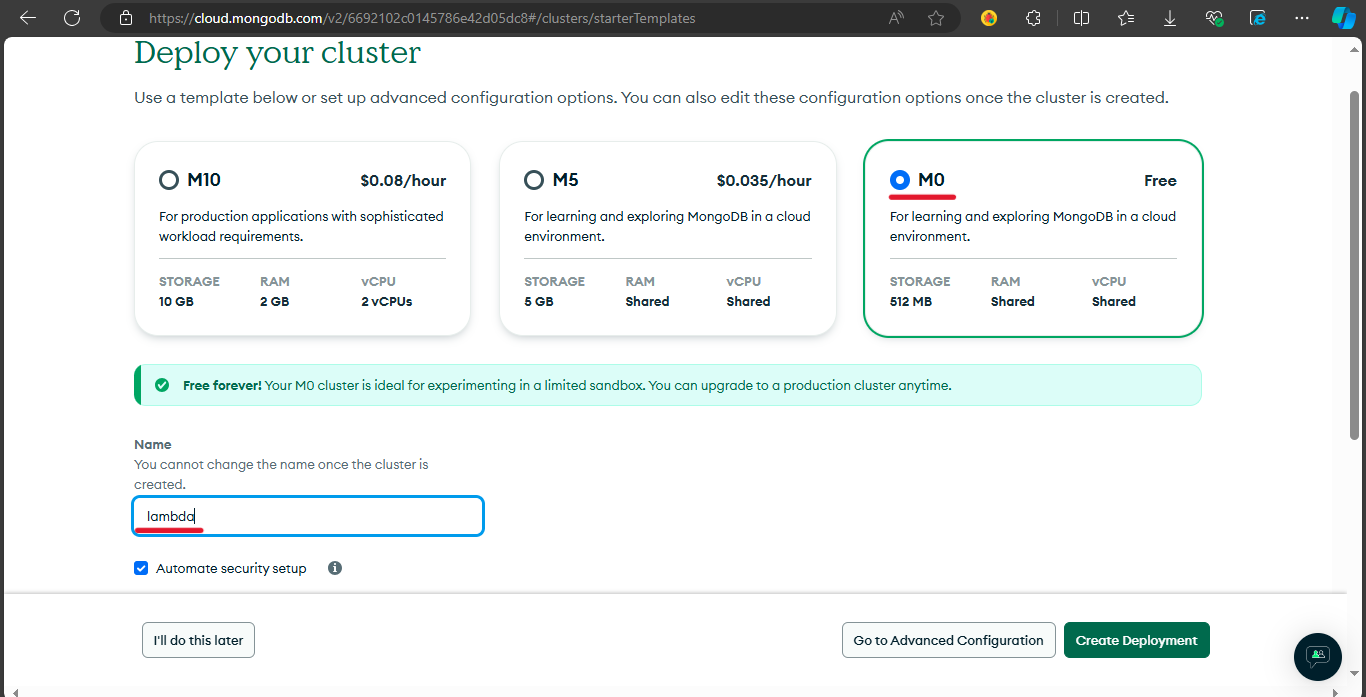 https://cloud.mongodb.com/v2/6692102c0145786e42d05dc8#/clusters/starterTemplates
Deploy your cluster
Use a template below or set up advanced configuration options. You can also edit these configuration options once the cluster is created.
M10 $0.08/hour
For production applications with sophisticated
workload requirements.
STORAGE RAM vCPU
10 GB 2 GB 2 vCPUs
M5 $0.035/hour
For learning and exploring MongoDB in a cloud
environment.
STORAGE RAM vCPU
5 GB Shared Shared
M0 Free
For learning and exploring MongoDB in a cloud
environment.
STORAGE RAM vCPU
512 MB Shared Shared
Free forever! Your M0 cluster is ideal for experimenting in a limited sandbox. You can upgrade to a production cluster anytime.
Name
You cannot change the name once the cluster is
created.
lambda
Automate security setup
I'll do this later
Go to Advanced Configuration
Create Deployment